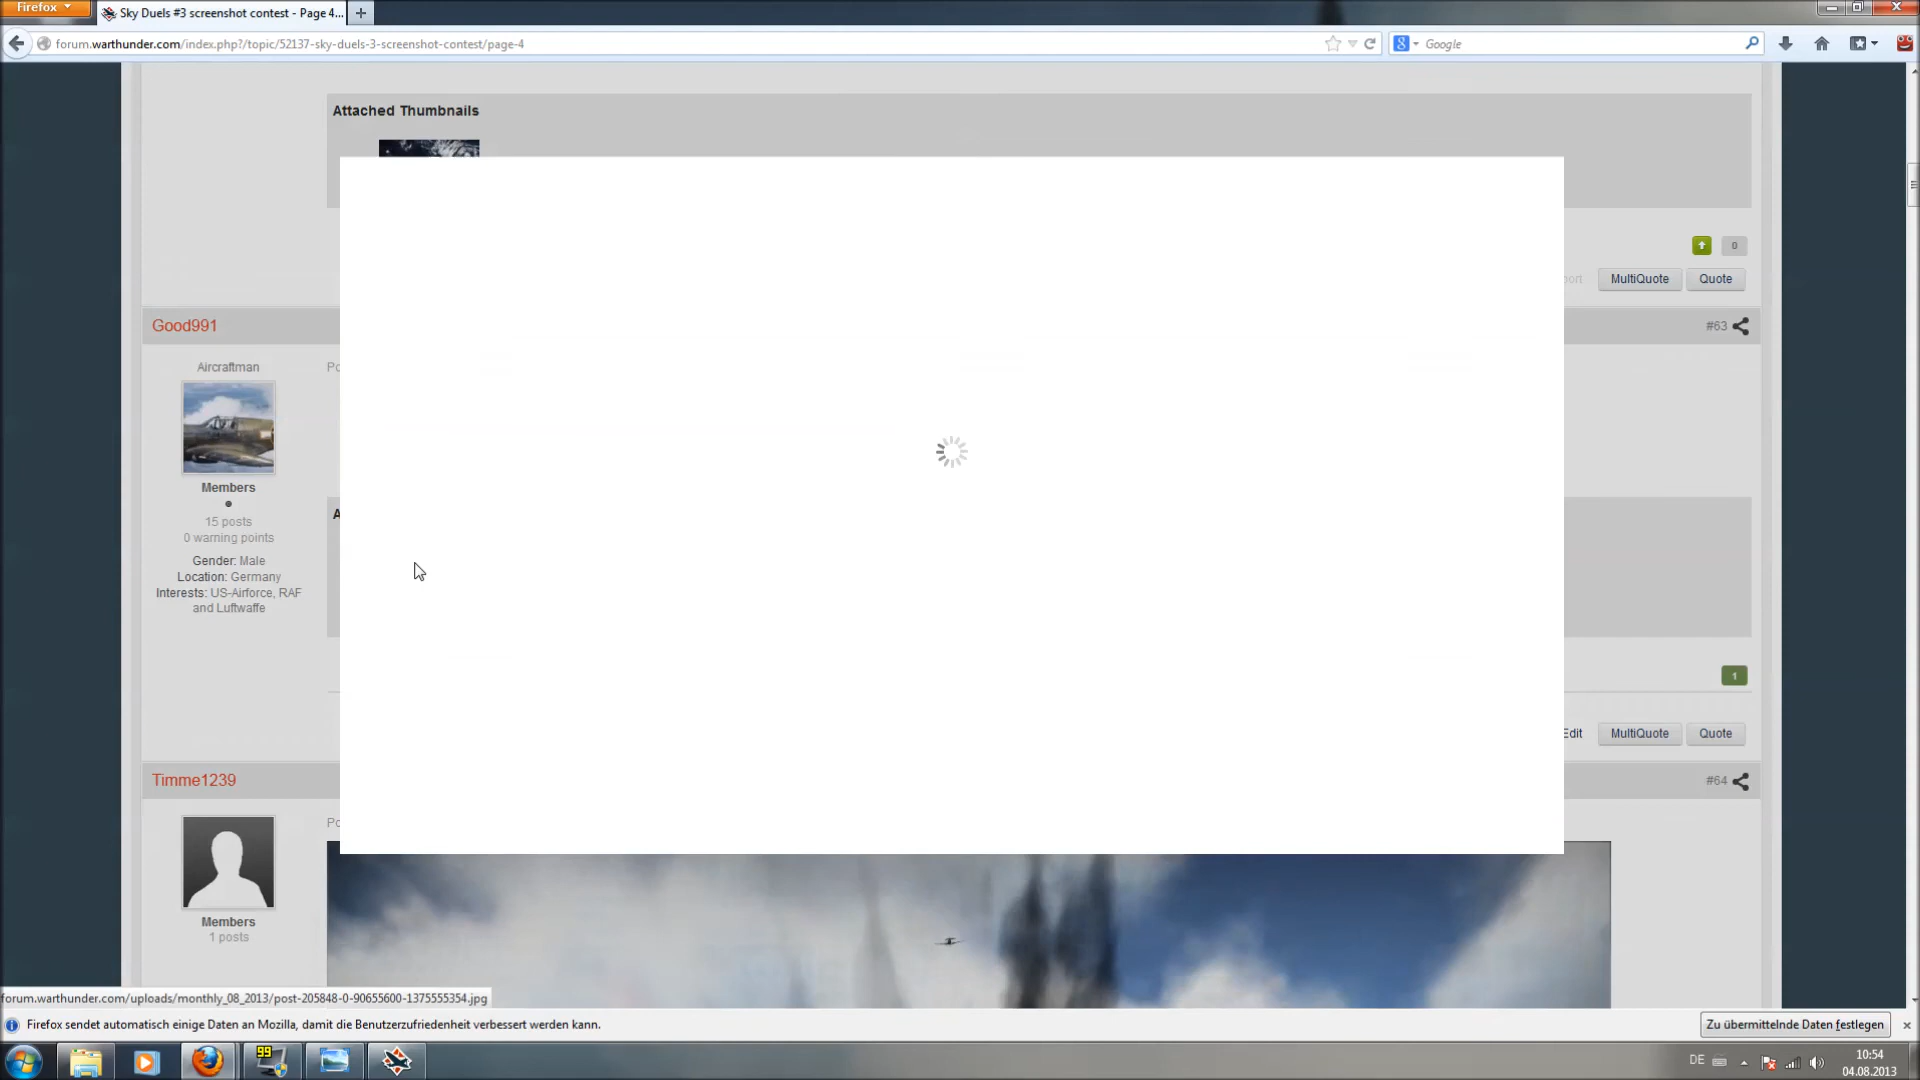 Firefox
Sky Duels #3 screenshot contest - Page 4...
forum.warthunder.com/index.php?/topic/52137-sky-duels-3-screenshot-contest/page-4
Google
Attached Thumbnails
0
MultiQuote
Quote
Good991
#63
Aircraftman
Members
15 posts
0 warning points
Gender: Male
Location: Germany
Interests: US-Airforce, RAF
and Luftwaffe
1
Edit
MultiQuote
Quote
Timme1239
#64
Members
1 posts
forum.warthunder.com/uploads/monthly_08_2013/post-205848-0-90655600-1375555354.jpg
Firefox sendet automatisch einige Daten an Mozilla, damit die Benutzerzufriedenheit verbessert werden kann.
Zu übermittelnde Daten festlegen
99
DE
10:54
04.08.2013